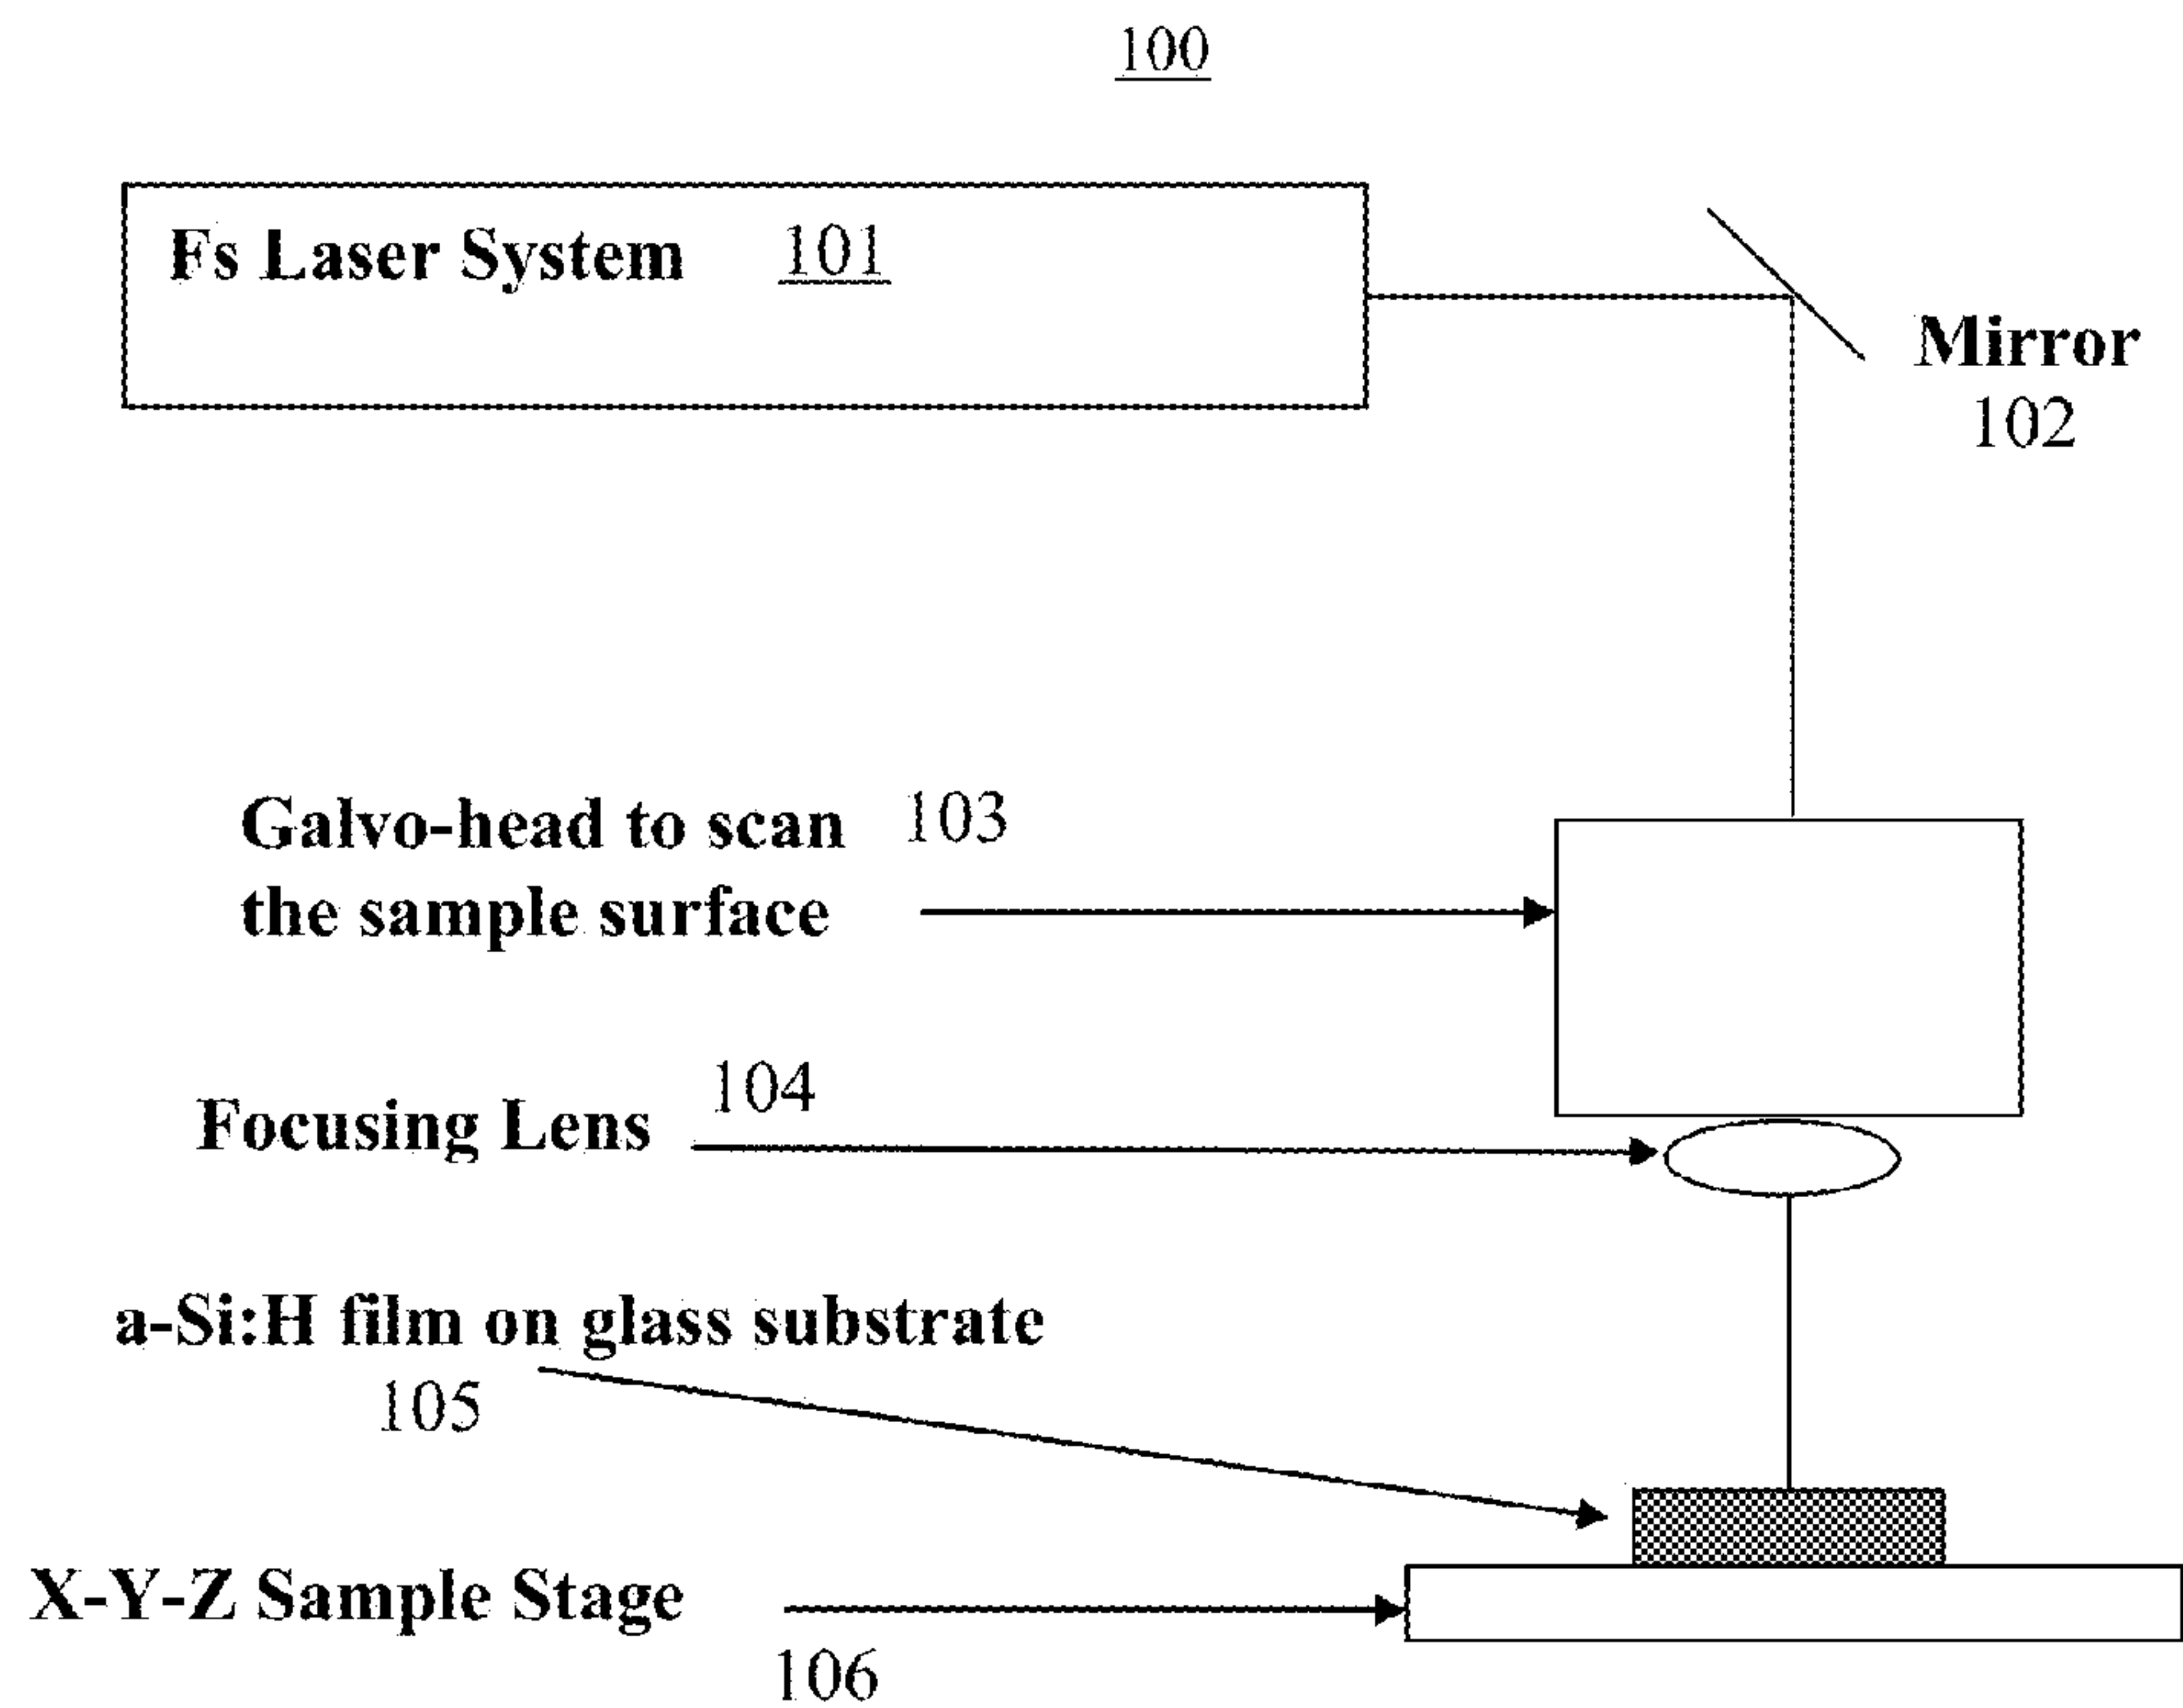 100
Fs Laser System 101
Mirror
102
Galvo-head to scan 103
the sample surface
104
Focusing Lens
a-Si:H film on glass substrate
105
X-Y-Z Sample Stage
106